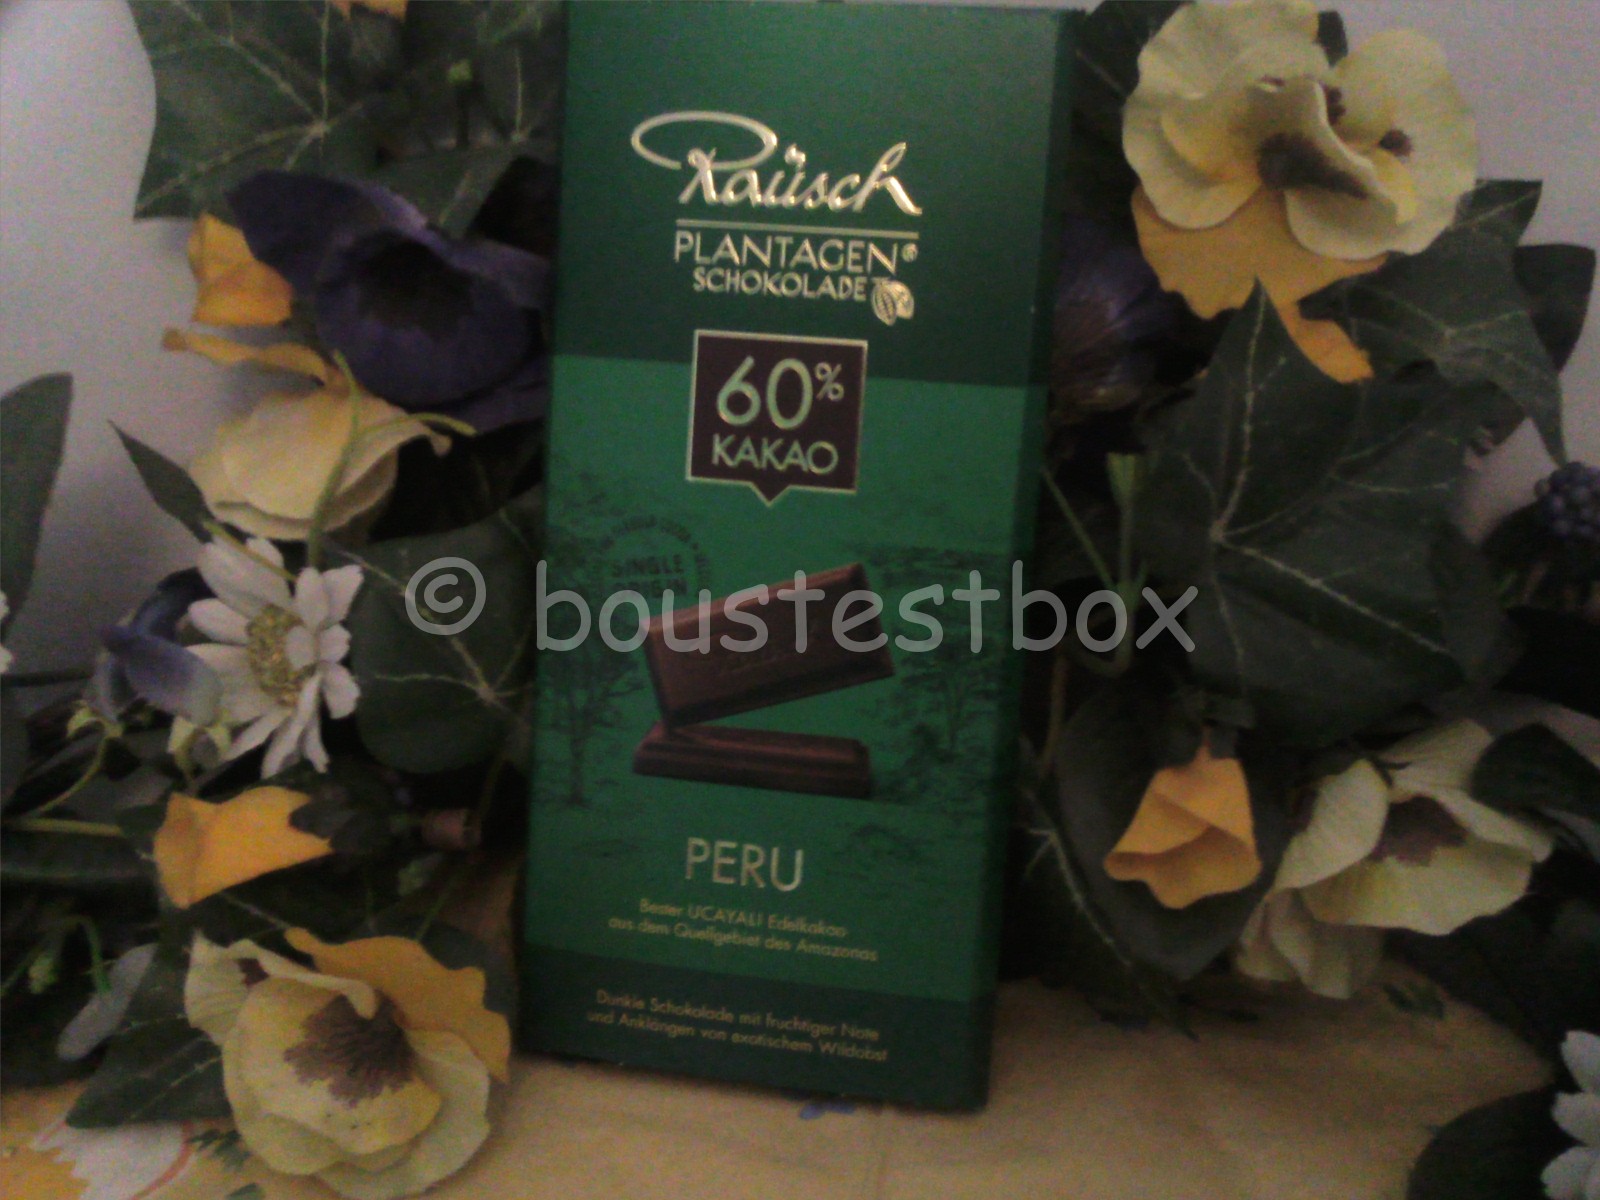 Rausch
PLANTAGEN®
SCHOKOLADE
60%
KAKAO
SINGLE
ORIGIN
© boustestbox
PERU
Bester UCAYALI Edelkakao
aus dem Quellgebiet des Amazonas
Dunkle Schokolade mit fruchtiger Note
und Anklängen von exotischem Wildobst